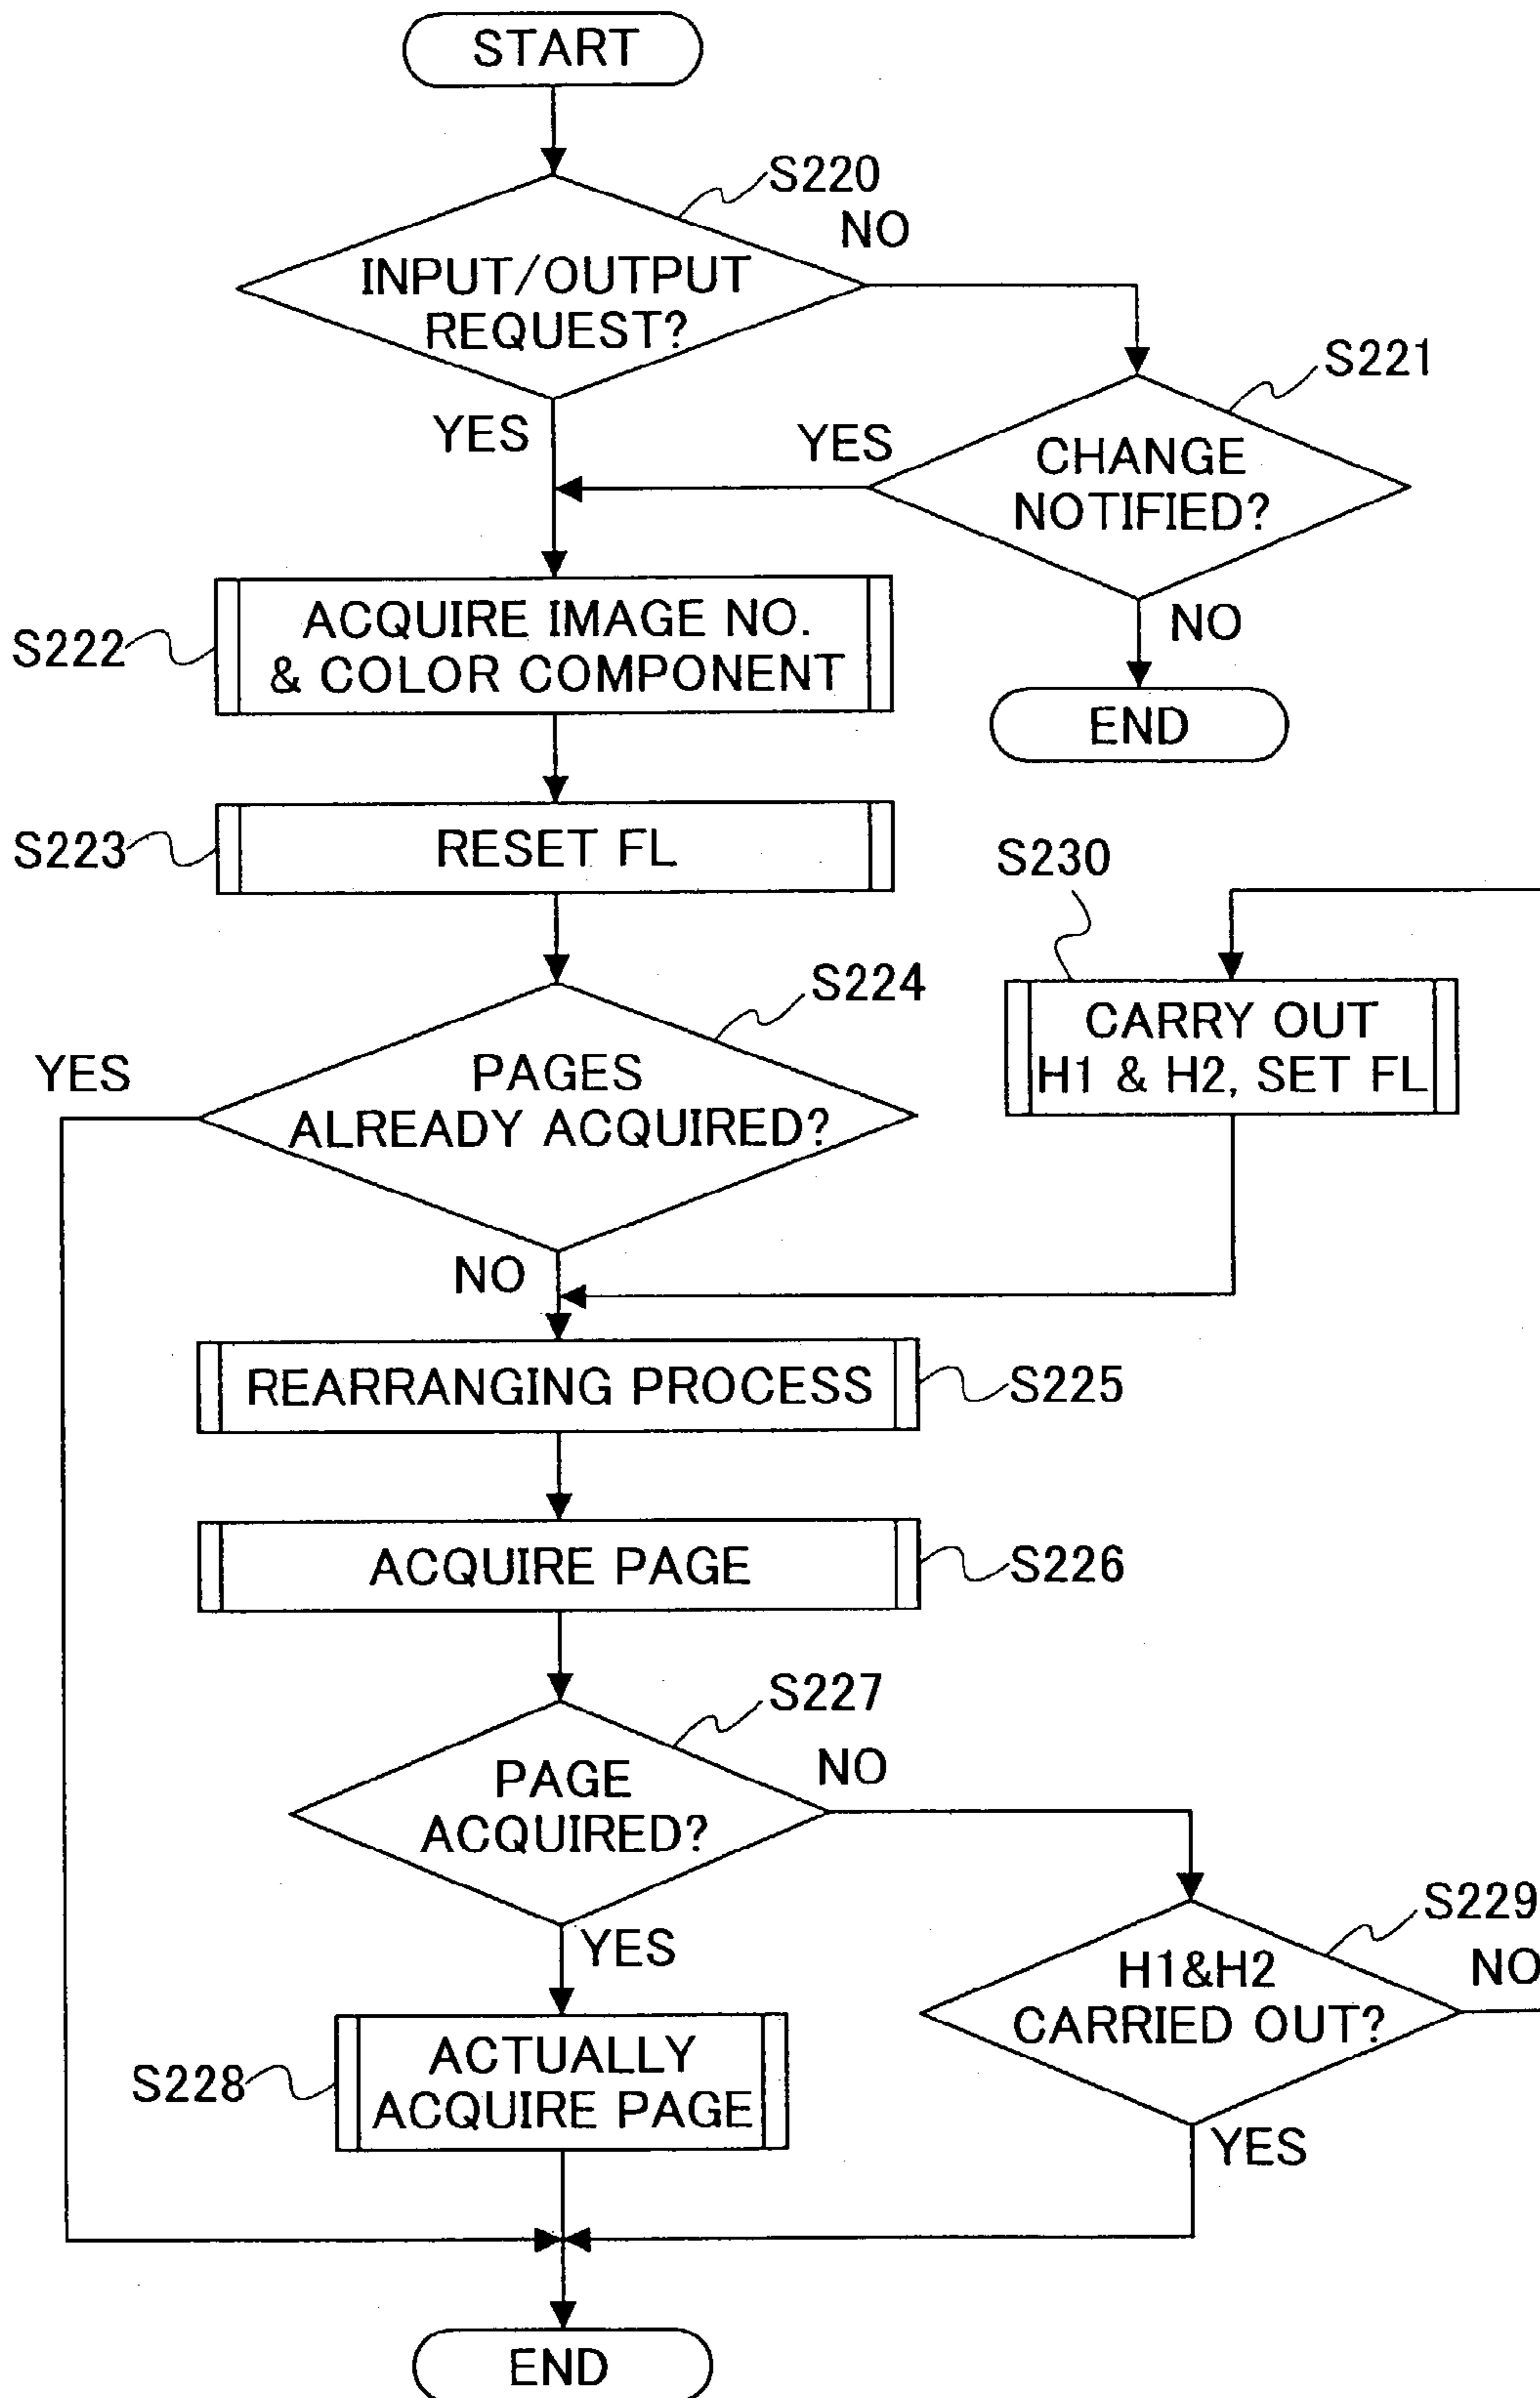 START
S220
NO
INPUT/OUTPUT
REQUEST?
YES
S221
YES
CHANGE
NOTIFIED?
NO
END
S222
ACQUIRE IMAGE NO.
& COLOR COMPONENT
S223
RESET FL
S230
CARRY OUT
H1 & H2, SET FL
S224
YES
PAGES
ALREADY ACQUIRED?
NO
REARRANGING PROCESS
S225
ACQUIRE PAGE
S226
S227
NO
PAGE
ACQUIRED?
YES
S229
NO
H1&H2
CARRIED OUT?
YES
S228
ACTUALLY
ACQUIRE PAGE
END